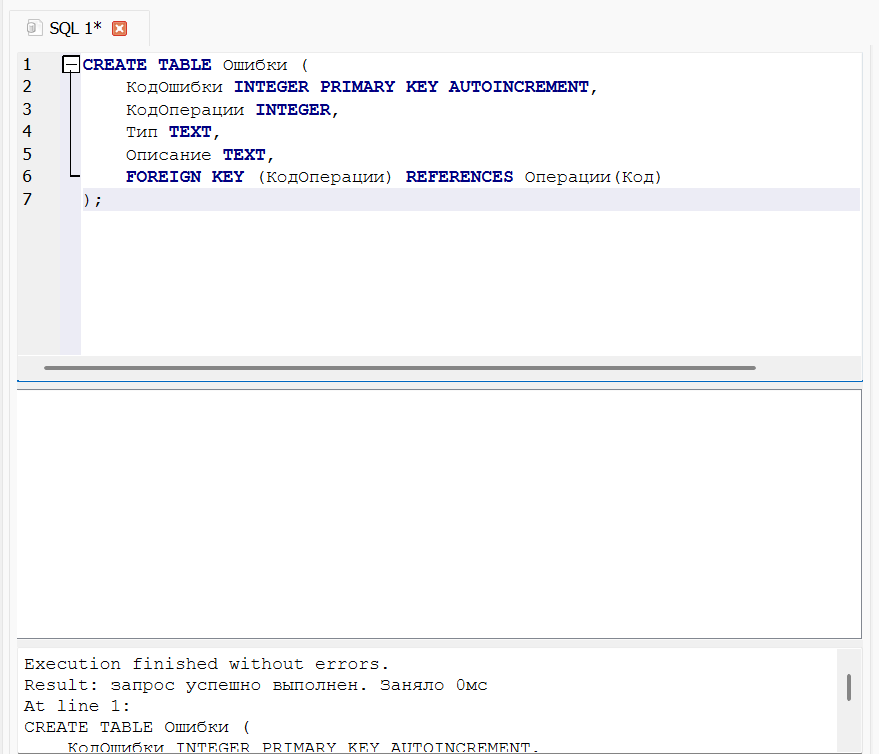 SQL 1*
1 CREATE TABLE Ошибки (
2 КодОшибки INTEGER PRIMARY KEY AUTOINCREMENT,
3 КодОперации INTEGER,
4 Тип TEXT,
5 Описание TEXT,
6 FOREIGN KEY (КодОперации) REFERENCES Операции(Код)
7 );
Execution finished without errors.
Result: запрос успешно выполнен. Заняло 0мс
At line 1:
CREATE TABLE Ошибки (
КодОшибки INTEGER PRIMARY KEY AUTOINCREMENT,